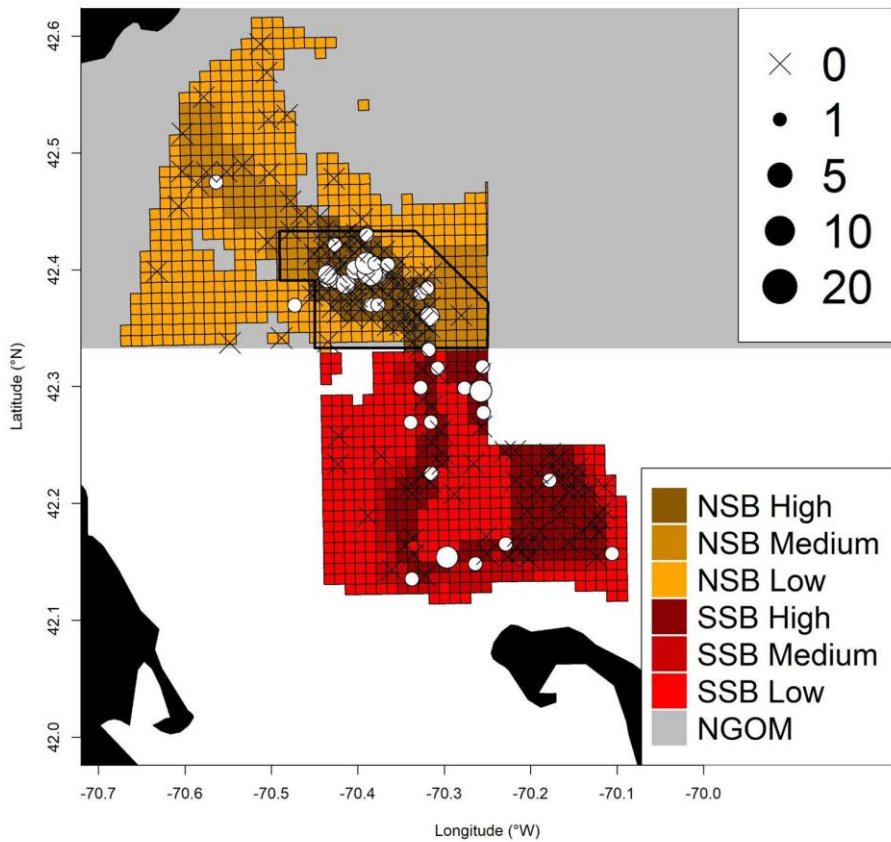 42.6
42.5
42.4
42.3
42.2
42.1
42.0
Latitude (°N)
0
1
5
10
20
NSB High
NSB Medium
NSB Low
SSB High
SSB Medium
SSB Low
NGOM
-70.7 -70.6 -70.5 -70.4 -70.3 -70.2 -70.1 -70.0
Longitude (°W)